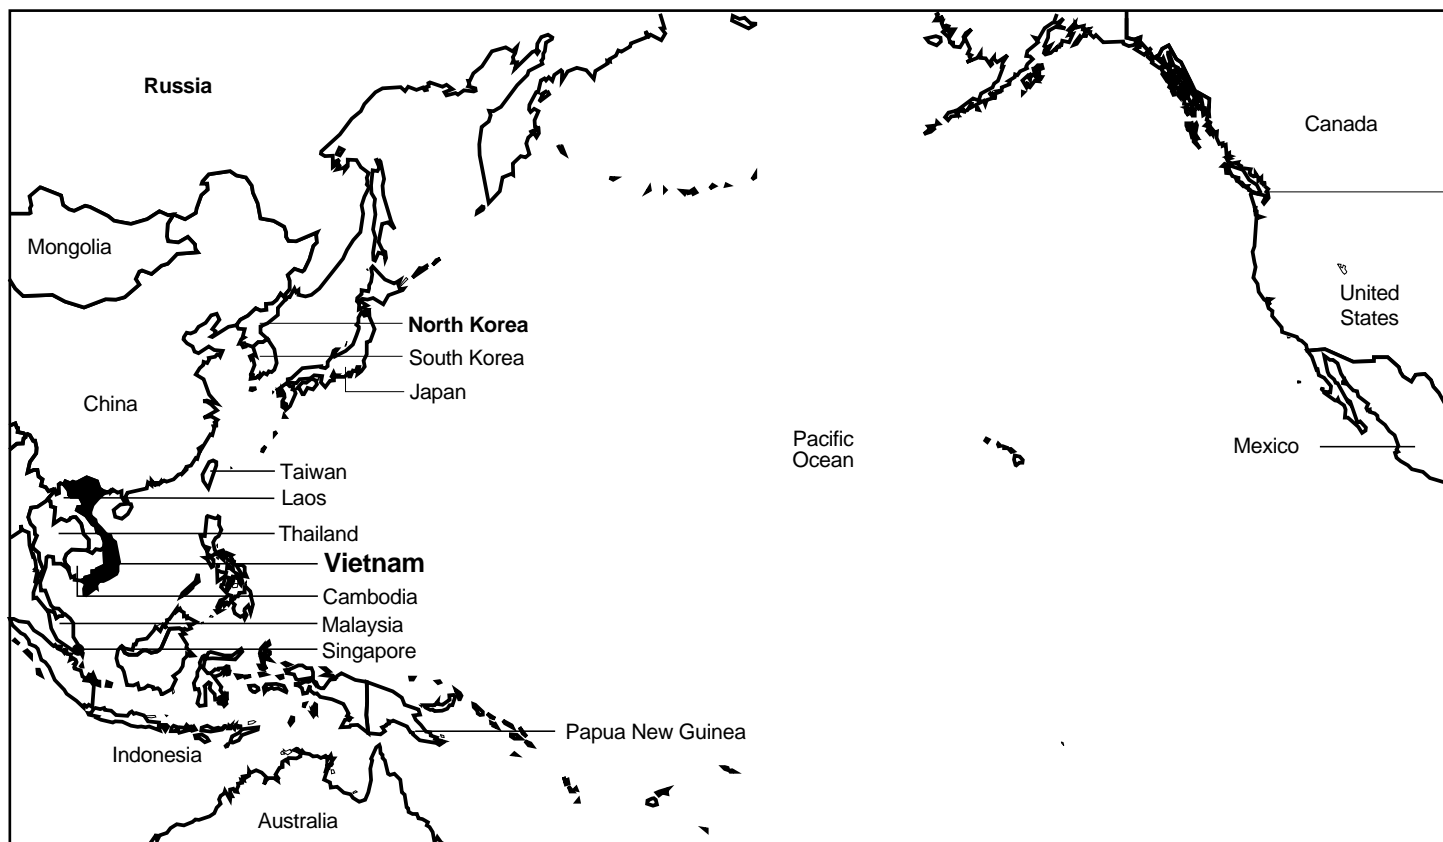 Russia
Canada
Mongolia
United
States
North Korea
South Korea
Japan
China
Pacific
Ocean
Mexico
Taiwan
Laos
Thailand
Vietnam
Cambodia
Malaysia
Singapore
Papua New Guinea
Indonesia
Australia